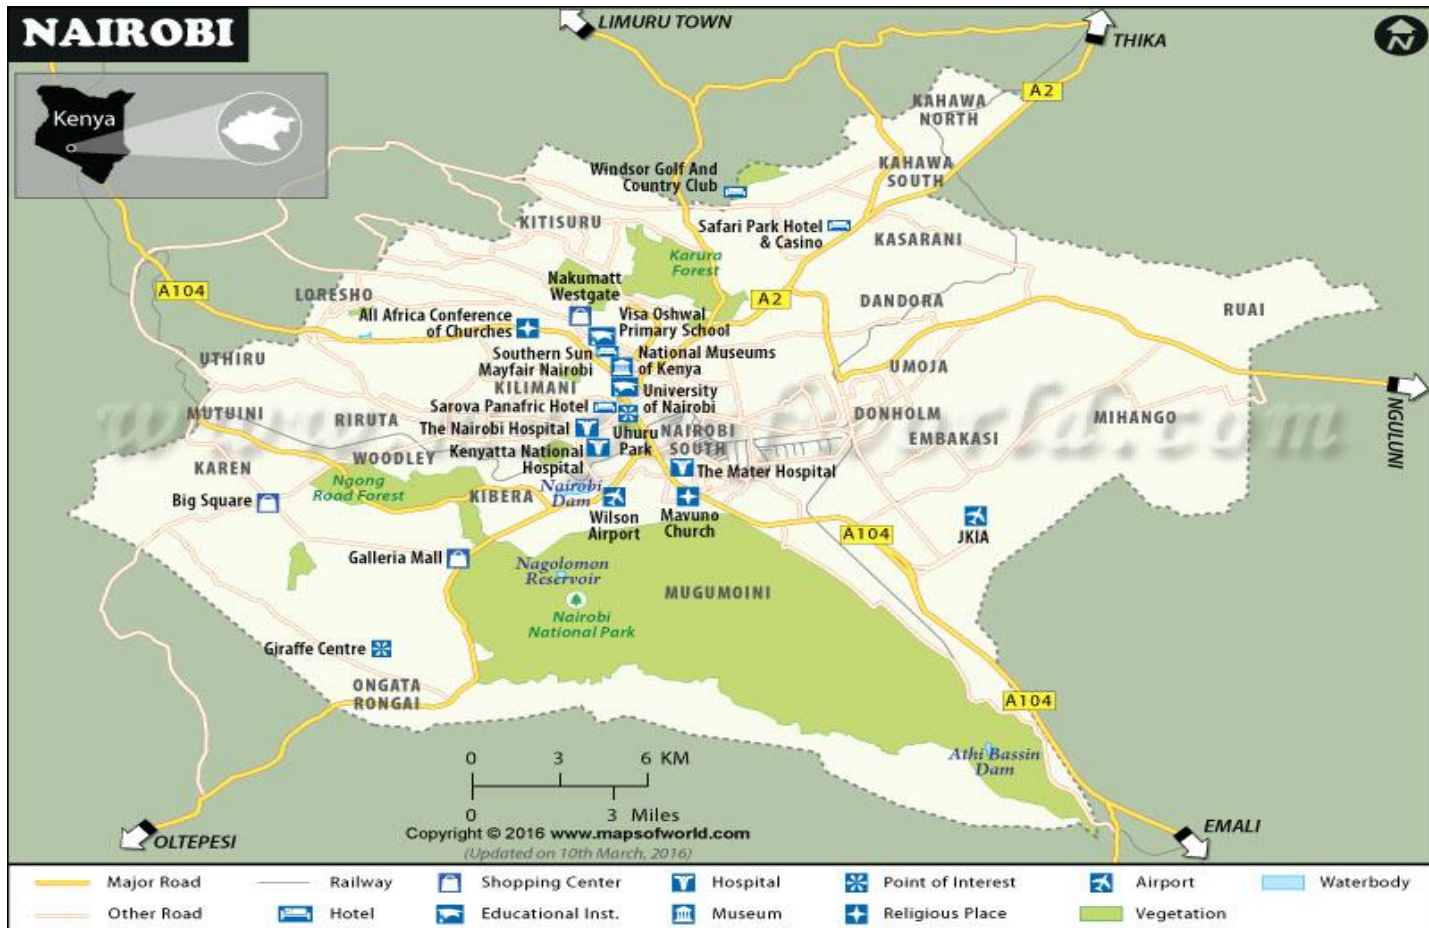 NAIROBI
LIMURU TOWN
THIKA
N
Kenya
A2
KAHAWA
NORTH
Windsor Golf And
Country Club
KAHAWA
SOUTH
KITISURU
Safari Park Hotel
& Casino
KASARANI
Karura
Forest
A104
LORESHO
Nakumatt
Westgate
A2
DANDORA
RUAI
All Africa Conference
of Churches
Visa Oshwal
Primary School
UTHIRU
Southern Sun
Mayfair Nairobi
National Museums
of Kenya
UMOJA
KILIMANI
University
of Nairobi
MUTUINI
RIRUTA
Sarova Panafric Hotel
DONHOLM
MIHANGO
NGULUNI
The Nairobi Hospital
Uhuru
Park
NAIROBI
SOUTH
EMBAKASI
KAREN
WOODLEY
Kenyatta National
Hospital
The Mater Hospital
Ngong
Road Forest
Big Square
KIBERA
Nairobi
Dam
Wilson
Airport
Mavuno
Church
A104
JKIA
Galleria Mall
Nagolomon
Reservoir
MUGUMOINI
Nairobi
National Park
Giraffe Centre
ONGATA
RONGAI
A104
Athi Bassin
Dam
0 3 6 KM
0 3 Miles
Copyright © 2016 www.mapsofworld.com
(Updated on 10th March, 2016)
OLTEPESI
EMALI
Major Road
Railway
Shopping Center
Hospital
Point of Interest
Airport
Waterbody
Other Road
Hotel
Educational Inst.
Museum
Religious Place
Vegetation